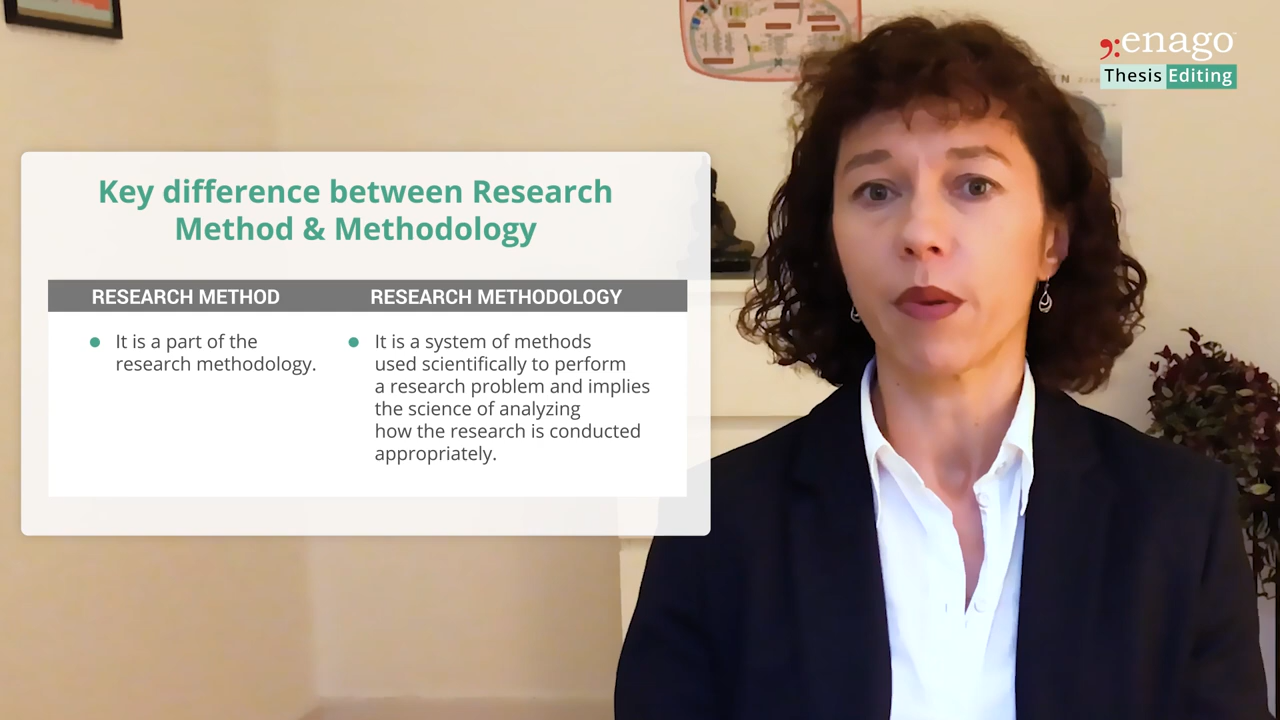 enago
Thesis Editing
Key difference between Research
Method & Methodology
RESEARCH METHOD
RESEARCH METHODOLOGY
It is a part of the
research methodology.
It is a system of methods
used scientifically to perform
a research problem and implies
the science of analyzing
how the research is conducted
appropriately.